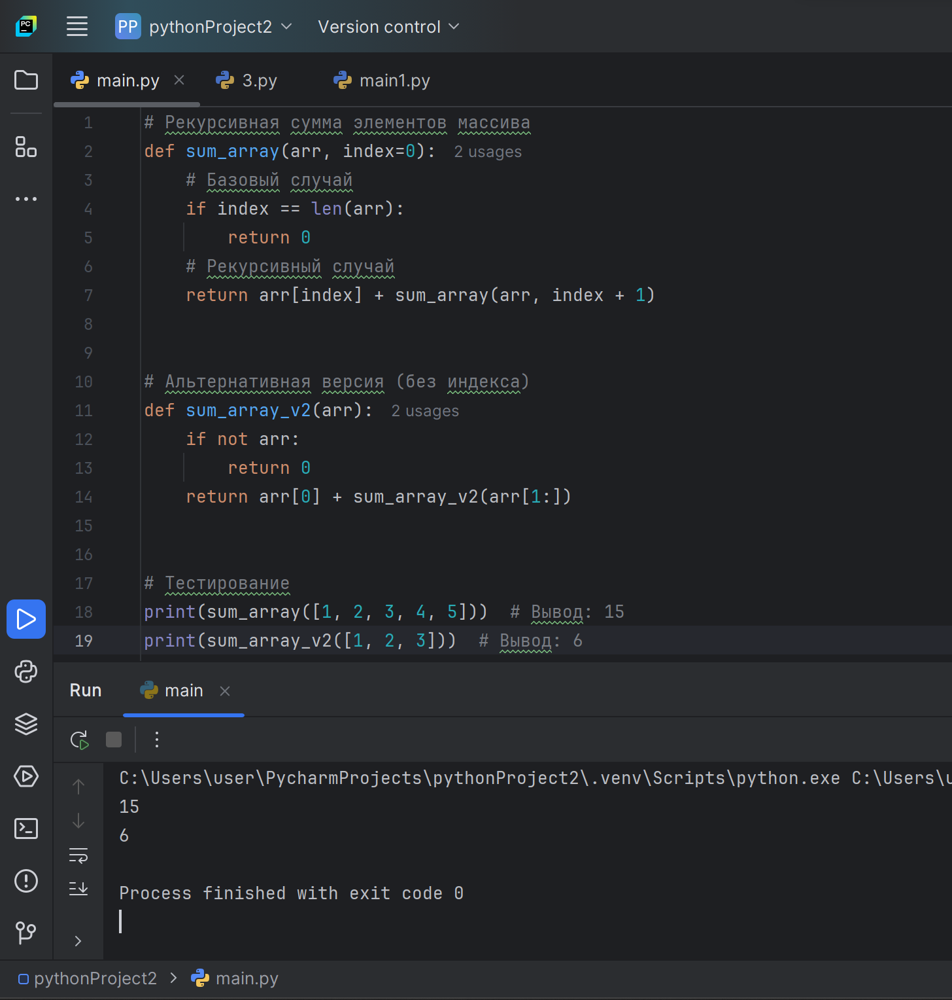 PC
PP pythonProject2 Version control
main.py 3.py main1.py
1 # Рекурсивная сумма элементов массива
2 def sum_array(arr, index=0): 2 usages
3     # Базовый случай
4     if index == len(arr):
5         return 0
6     # Рекурсивный случай
7     return arr[index] + sum_array(arr, index + 1)
8
9
10 # Альтернативная версия (без индекса)
11 def sum_array_v2(arr): 2 usages
12     if not arr:
13         return 0
14     return arr[0] + sum_array_v2(arr[1:])
15
16
17 # Тестирование
18 print(sum_array([1, 2, 3, 4, 5]))  # Вывод: 15
19 print(sum_array_v2([1, 2, 3]))  # Вывод: 6
Run main
C:\Users\user\PycharmProjects\pythonProject2\.venv\Scripts\python.exe C:\Users\u
15
6
Process finished with exit code 0
pythonProject2 > main.py